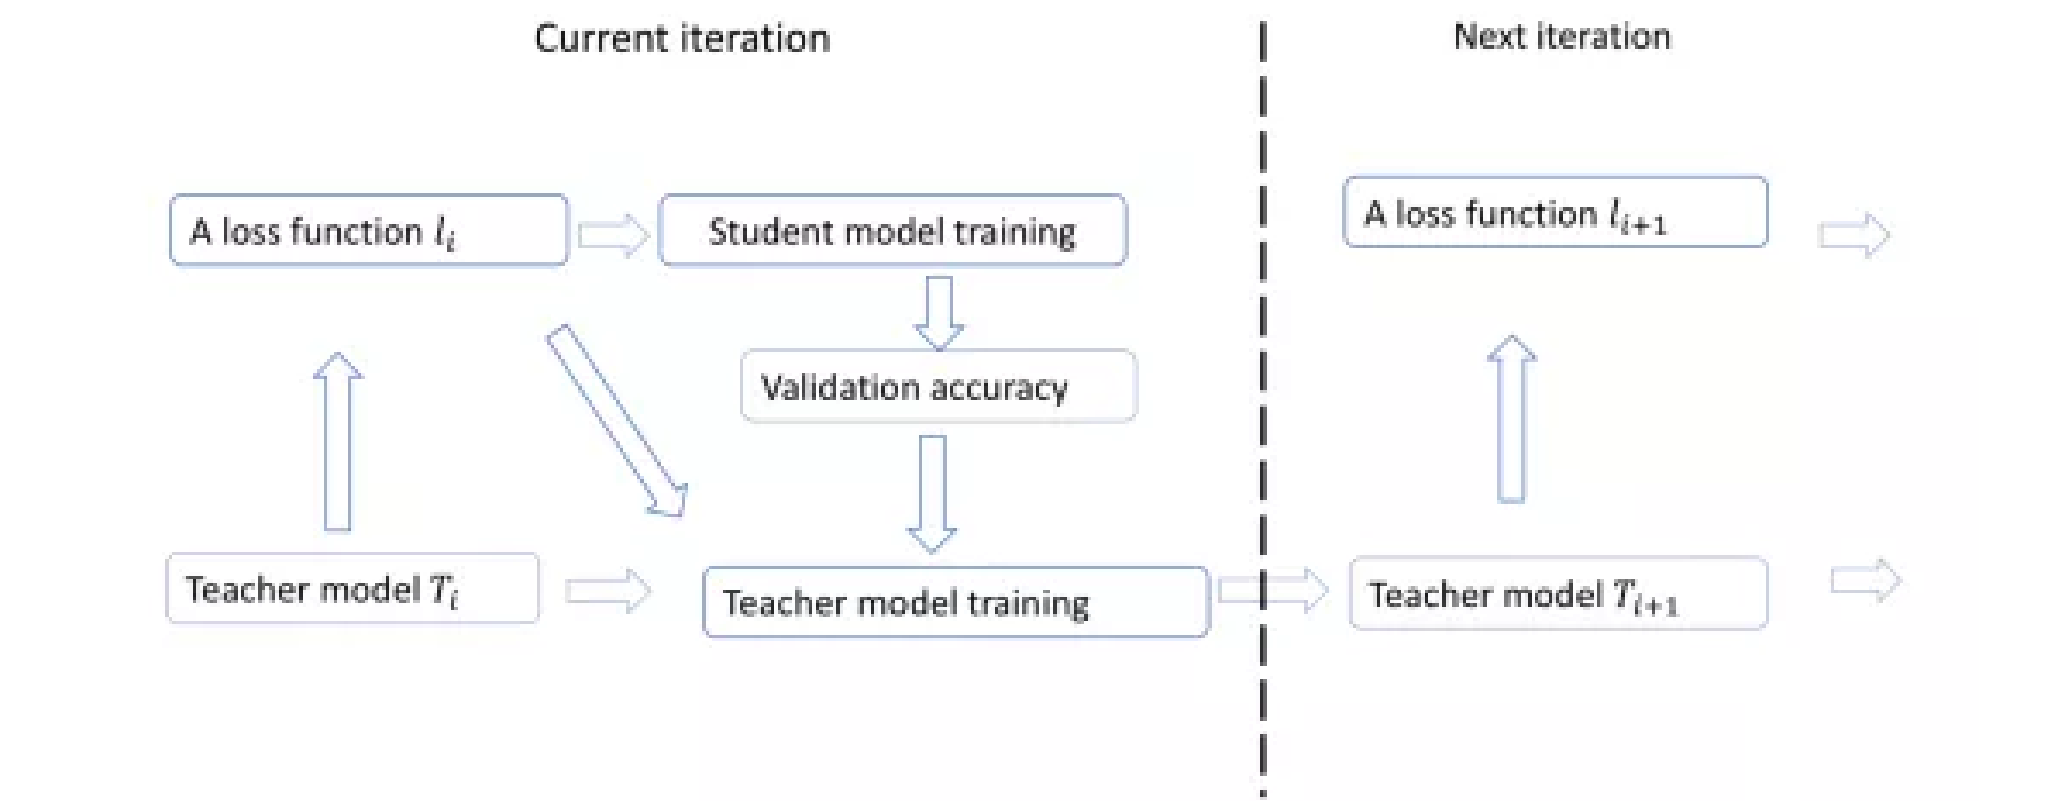 Current iteration
Next iteration
A loss function l_i
Student model training
A loss function l_{i+1}
Validation accuracy
Teacher model T_i
Teacher model training
Teacher model T_{i+1}